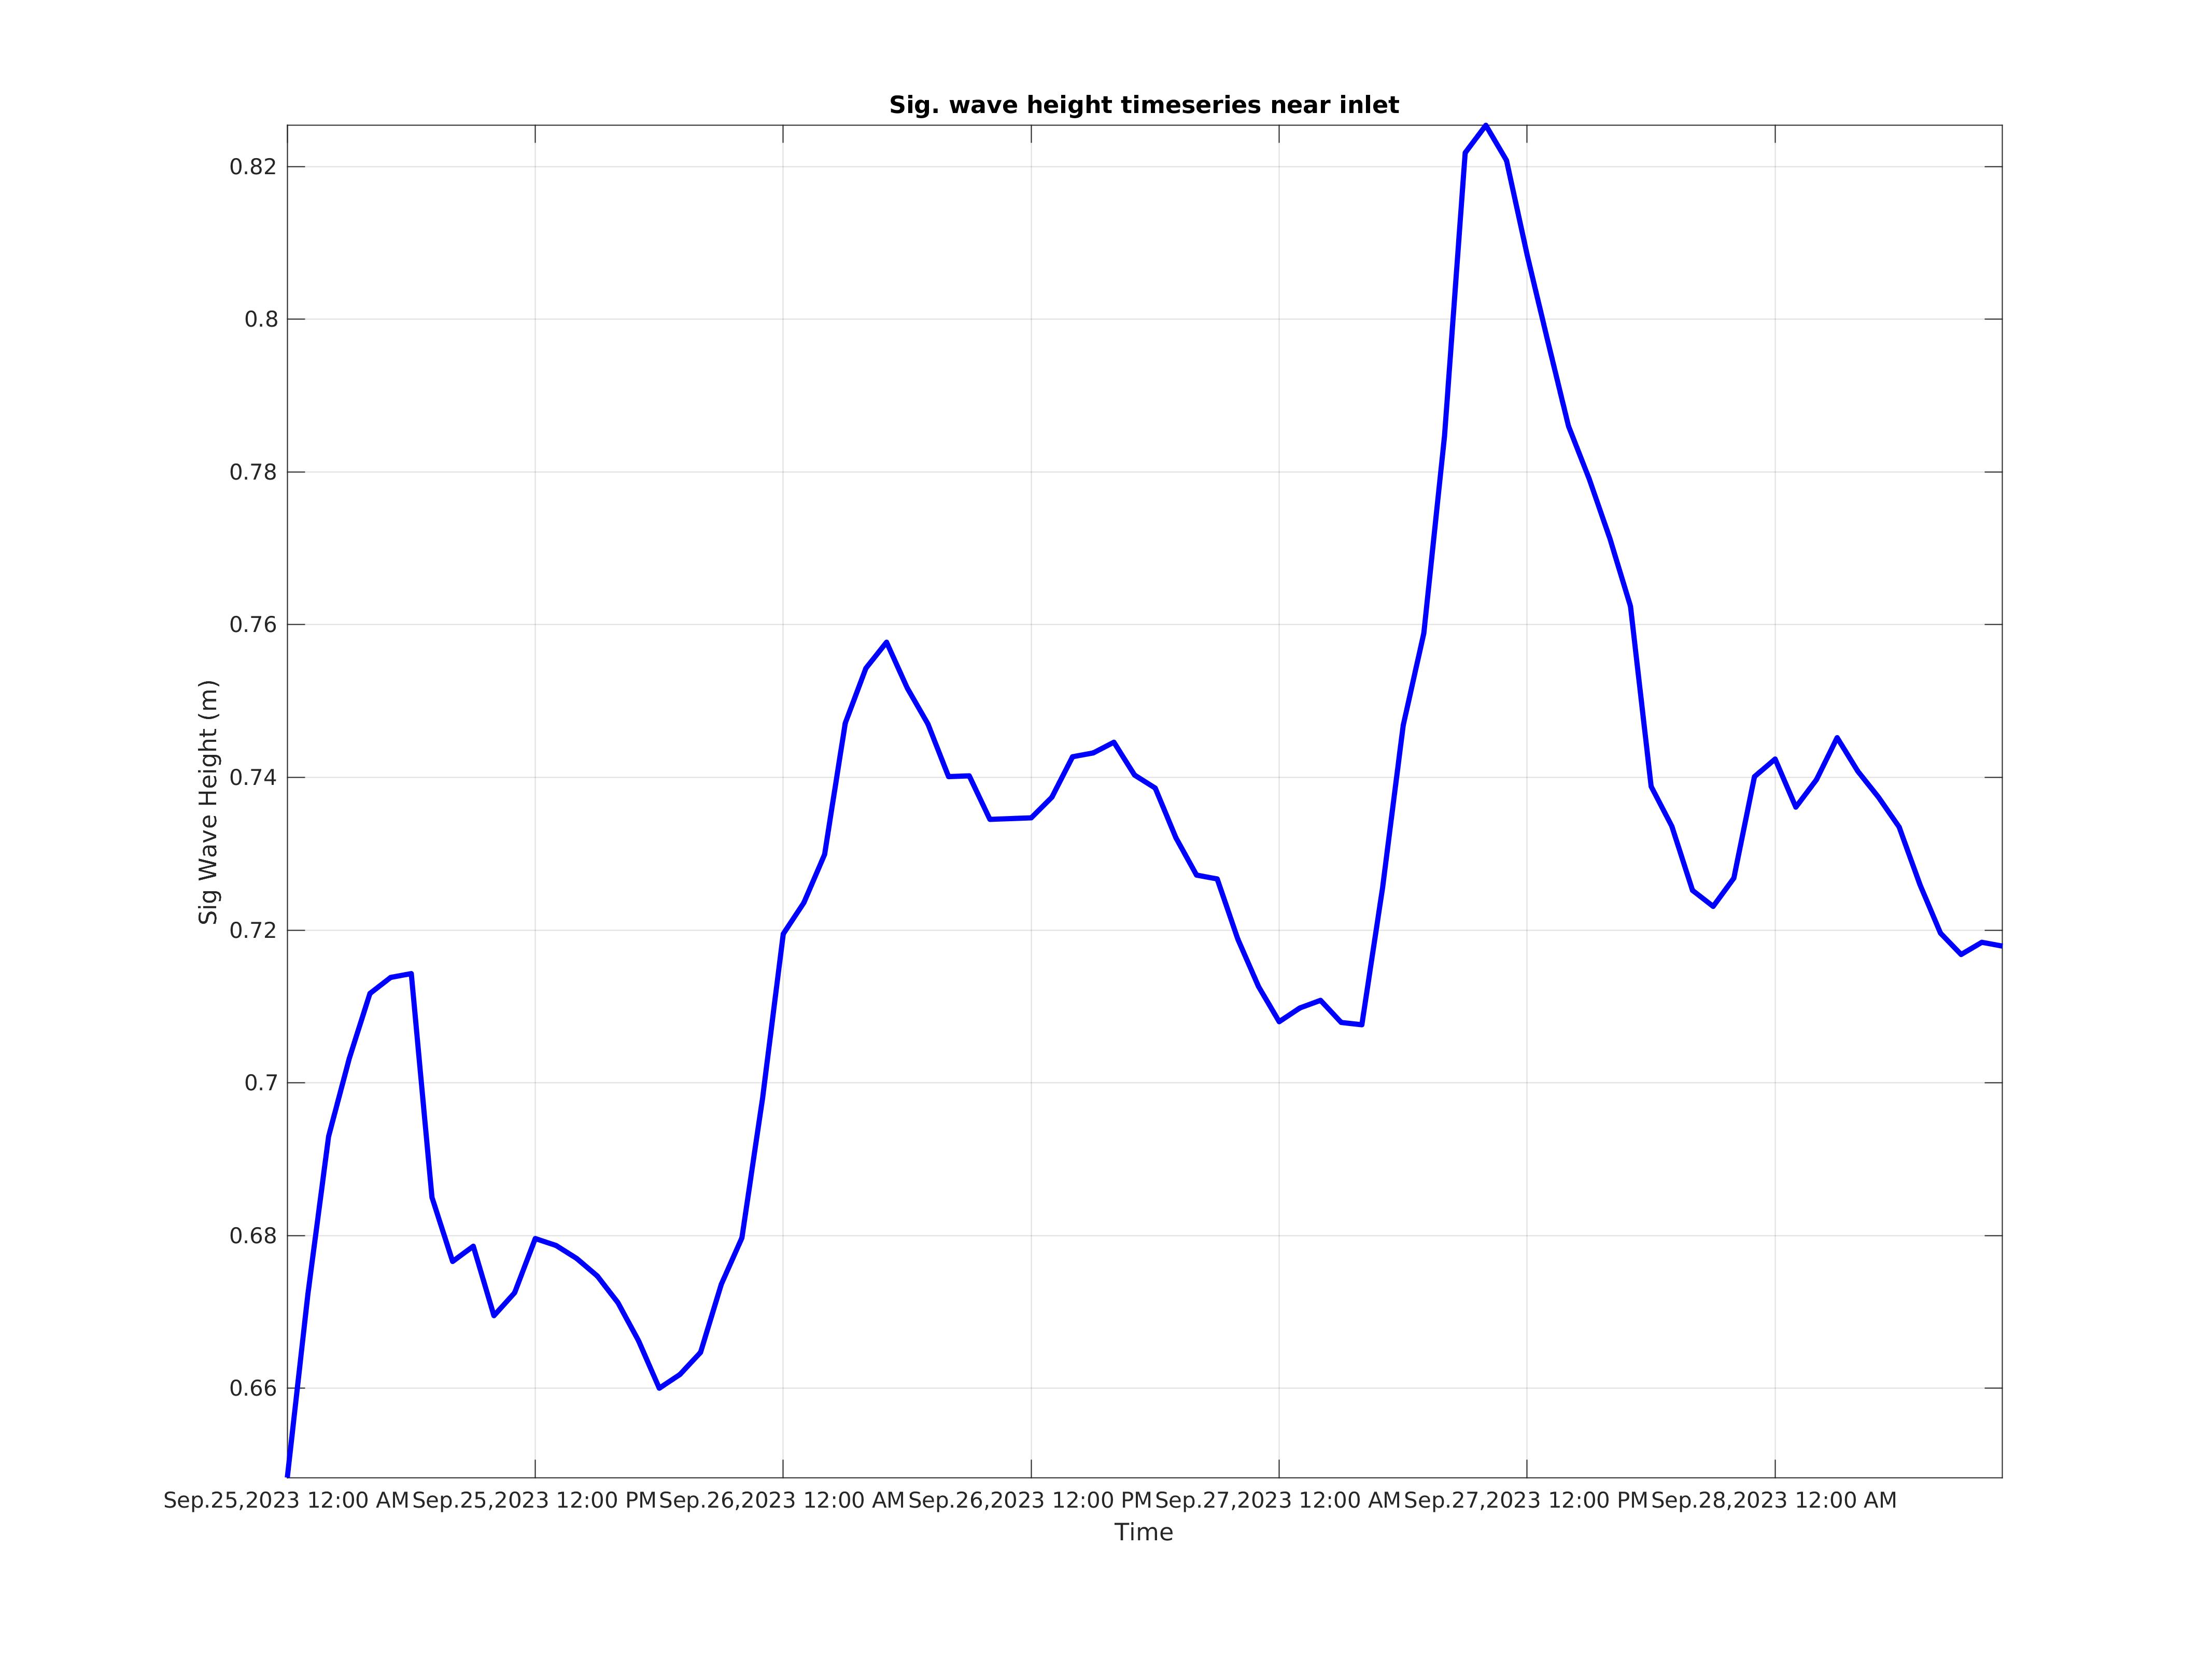 Sig. wave height timeseries near inlet
0.82
0.8
0.78
0.76
0.74
0.72
0.7
0.68
0.66
Sig Wave Height (m)
Sep.25,2023 12:00 AM Sep.25,2023 12:00 PM Sep.26,2023 12:00 AM Sep.26,2023 12:00 PM Sep.27,2023 12:00 AM Sep.27,2023 12:00 PM Sep.28,2023 12:00 AM
Time